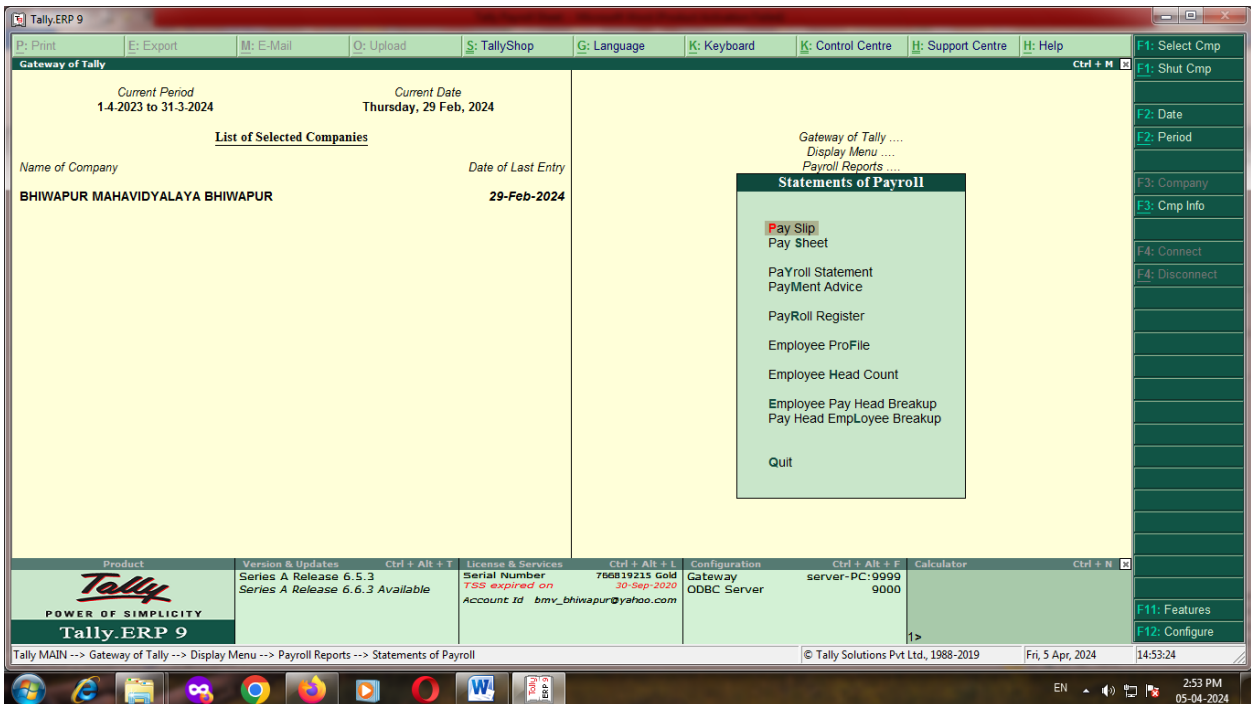 Tally.ERP 9
P: Print E: Export M: E-Mail O: Upload S: TallyShop G: Language K: Keyboard K: Control Centre H: Support Centre H: Help
F1: Select Cmp
Gateway of Tally Ctrl + M
F1: Shut Cmp
Current Period Current Date
1-4-2023 to 31-3-2024 Thursday, 29 Feb, 2024
F2: Date
List of Selected Companies
F2: Period
Gateway of Tally ....
Display Menu ....
Payroll Reports ....
Name of Company Date of Last Entry
Statements of Payroll
F3: Company
BHIWAPUR MAHAVIDYALAYA BHIWAPUR 29-Feb-2024
F3: Cmp Info
Pay Slip
Pay Sheet
F4: Connect
PaYroll Statement
F4: Disconnect
PayMent Advice
PayRoll Register
Employee ProFile
Employee Head Count
Employee Pay Head Breakup
Pay Head EmpLoyee Breakup
Quit
Product
Tally
POWER OF SIMPLICITY
Tally.ERP 9
Version & Updates Ctrl + Alt + T
Series A Release 6.5.3
Series A Release 6.6.3 Available
License & Services Ctrl + Alt + L
Serial Number 766819215 Gold
TSS expired on 30-Sep-2020
Account Id bmv_bhiwapur@yahoo.com
Configuration Ctrl + Alt + F
Gateway server-PC:9999
ODBC Server 9000
Calculator Ctrl + N
1>
F11: Features
F12: Configure
Tally MAIN --> Gateway of Tally --> Display Menu --> Payroll Reports --> Statements of Payroll © Tally Solutions Pvt Ltd., 1988-2019 Fri, 5 Apr, 2024 14:53:24
EN 2:53 PM
05-04-2024